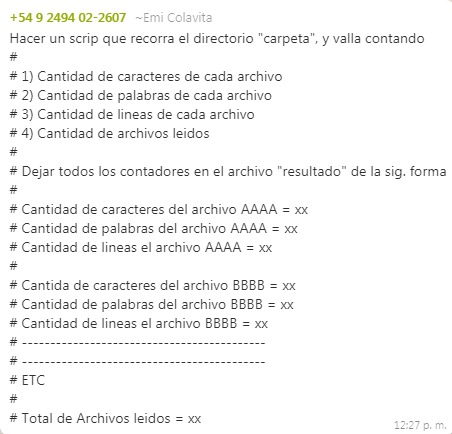 +54 9 2494 02-2607 ~Emi Colavita
Hacer un scrip que recorra el directorio "carpeta", y valla contando
#
# 1) Cantidad de caracteres de cada archivo
# 2) Cantidad de palabras de cada archivo
# 3) Cantidad de lineas de cada archivo
# 4) Cantidad de archivos leidos
#
# Dejar todos los contadores en el archivo "resultado" de la sig. forma
#
# Cantidad de caracteres del archivo AAAA = xx
# Cantidad de palabras del archivo AAAA = xx
# Cantidad de lineas el archivo AAAA = xx
#
# Cantida de caracteres del archivo BBBB = xx
# Cantidad de palabras del archivo BBBB = xx
# Cantidad de lineas el archivo BBBB = xx
# -------------------------------------------
# -------------------------------------------
# ETC
#
# Total de Archivos leidos = xx
12:27 p. m.